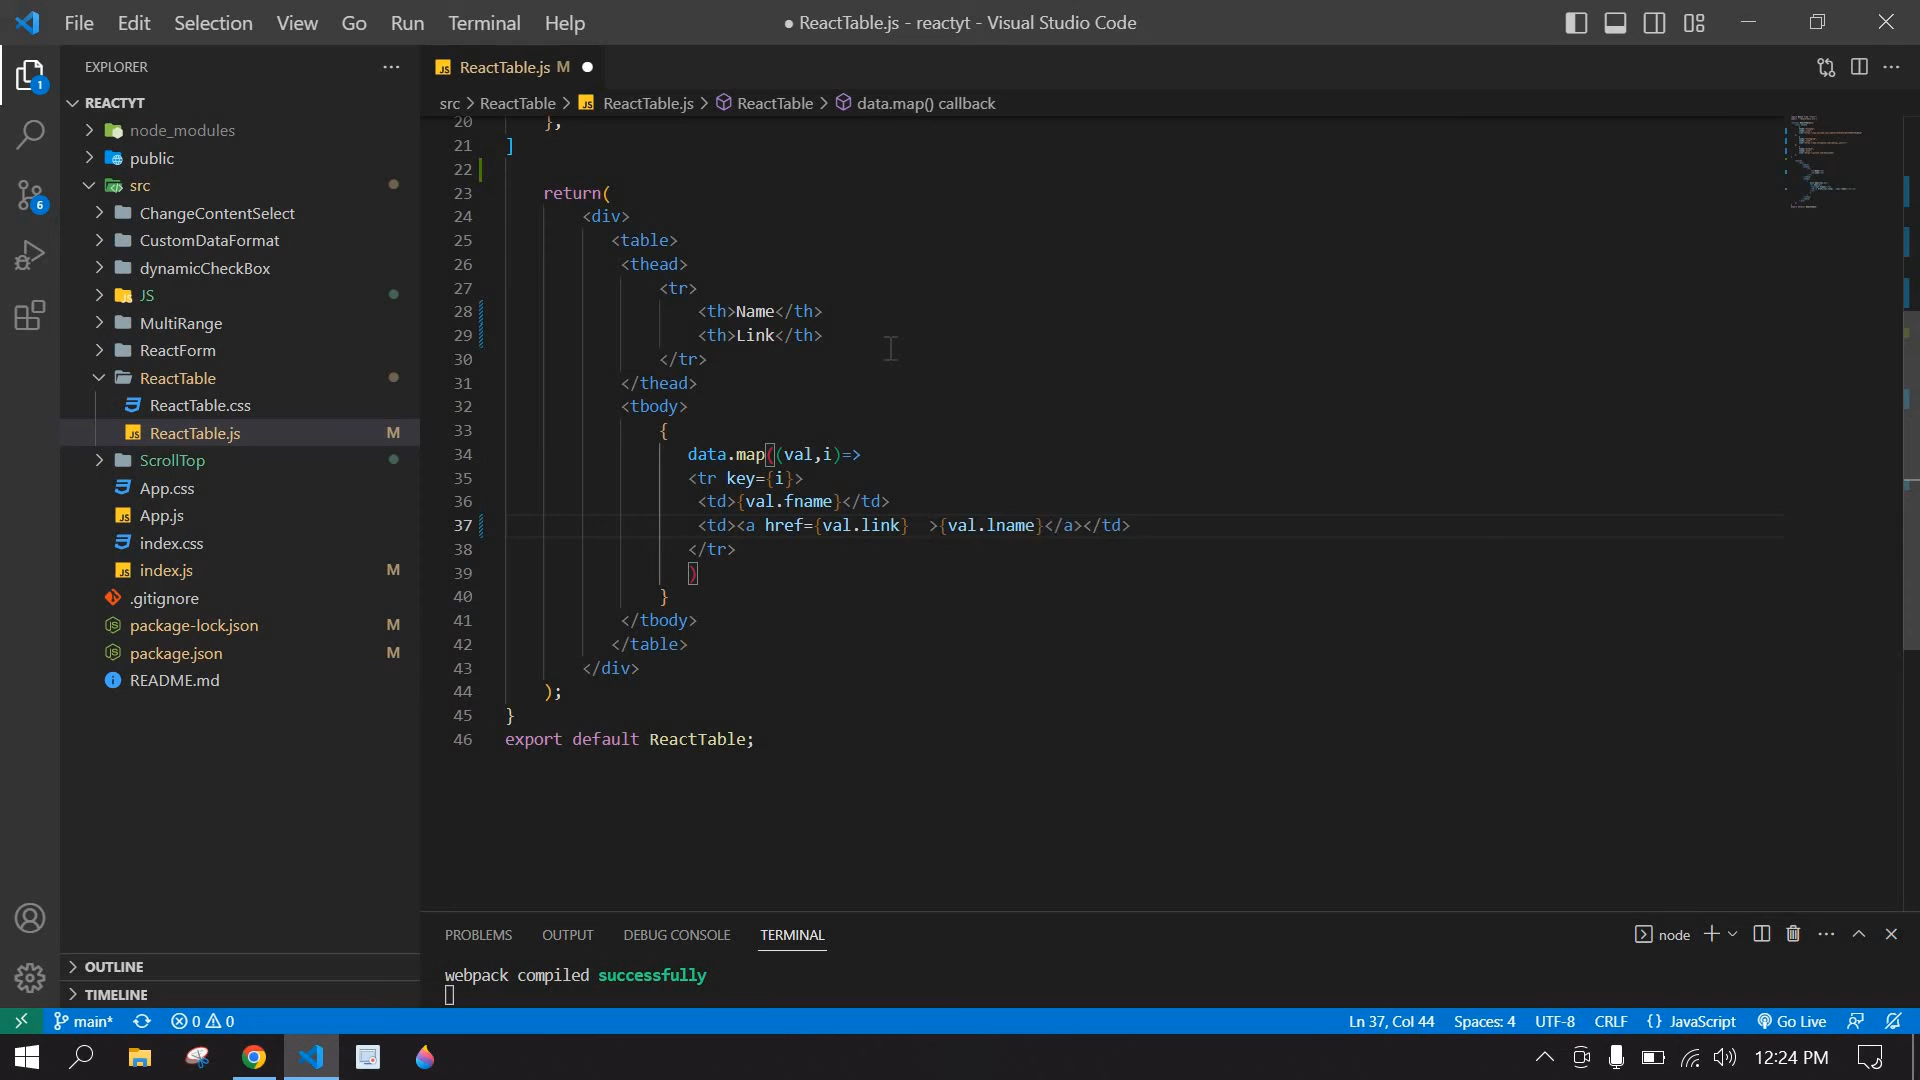 File Edit Selection View Go Run Terminal Help
● ReactTable.js - reactyt - Visual Studio Code
EXPLORER
REACTYT
node_modules
public
src
ChangeContentSelect
CustomDataFormat
dynamicCheckBox
JS
MultiRange
ReactForm
ReactTable
ReactTable.css
ReactTable.js M
ScrollTop
App.css
App.js
index.css
index.js M
.gitignore
package-lock.json M
package.json M
README.md
OUTLINE
TIMELINE
1
6
JS ReactTable.js M
src > ReactTable > JS ReactTable.js > ReactTable > data.map() callback
20 },
21 ]
22
23 return(
24 <div>
25 <table>
26 <thead>
27 <tr>
28 <th>Name</th>
29 <th>Link</th>
30 </tr>
31 </thead>
32 <tbody>
33 {
34 data.map((val,i)=>
35 <tr key={i}>
36 <td>{val.fname}</td>
37 <td><a href={val.link}  >{val.lname}</a></td>
38 </tr>
39 )
40 }
41 </tbody>
42 </table>
43 </div>
44 );
45 }
46 export default ReactTable;
PROBLEMS OUTPUT DEBUG CONSOLE TERMINAL
node
webpack compiled successfully
main* 0 0
Ln 37, Col 44 Spaces: 4 UTF-8 CRLF {} JavaScript Go Live
12:24 PM